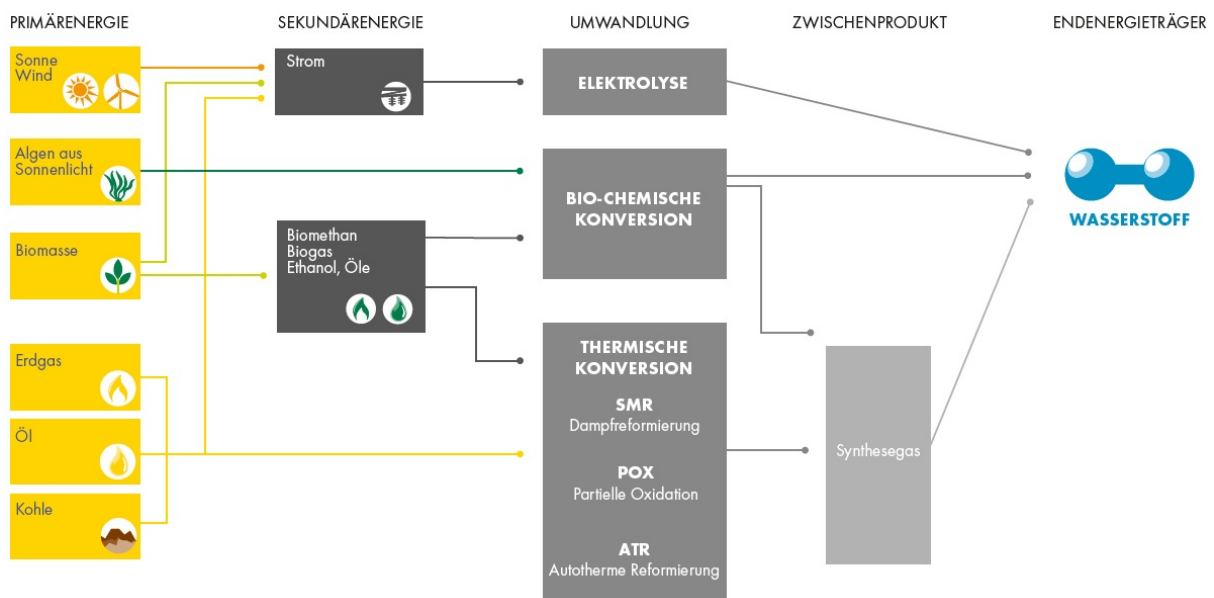 PRIMÄRENERGIE
SEKUNDÄRENERGIE
UMWANDLUNG
ZWISCHENPRODUKT
ENDENERGIETRÄGER
Sonne
Wind
Strom
ELEKTROLYSE
Algen aus
Sonnenlicht
BIO-CHEMISCHE
KONVERSION
WASSERSTOFF
Biomasse
Biomethan
Biogas
Ethanol, Öle
Erdgas
THERMISCHE
KONVERSION
SMR
Dampfreformierung
Öl
Synthesegas
POX
Partielle Oxidation
Kohle
ATR
Autotherme Reformierung